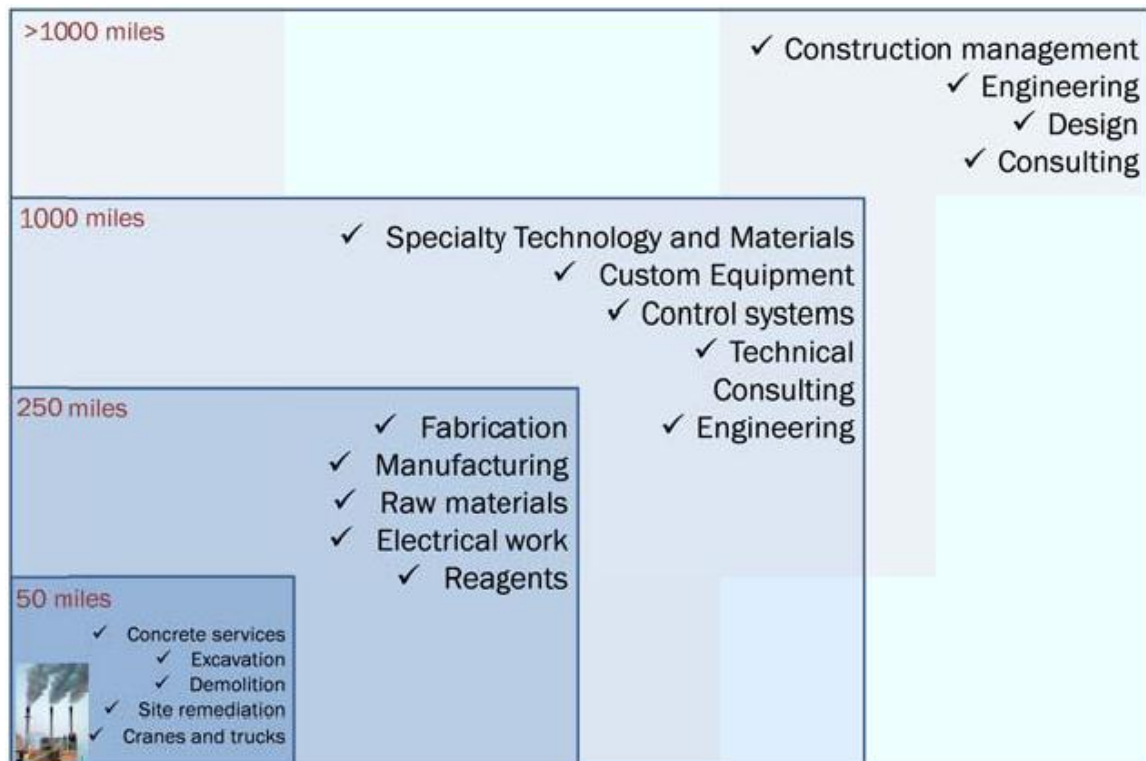 >1000 miles
✓ Construction management
✓ Engineering
✓ Design
✓ Consulting
1000 miles
✓ Specialty Technology and Materials
✓ Custom Equipment
✓ Control systems
✓ Technical
Consulting
✓ Engineering
250 miles
✓ Fabrication
✓ Manufacturing
✓ Raw materials
✓ Electrical work
✓ Reagents
50 miles
✓ Concrete services
✓ Excavation
✓ Demolition
✓ Site remediation
✓ Cranes and trucks